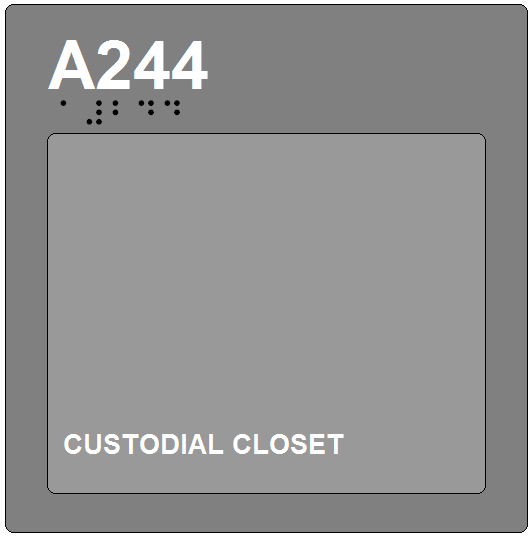 A244
⠁⠼⠃⠙⠙
CUSTODIAL CLOSET